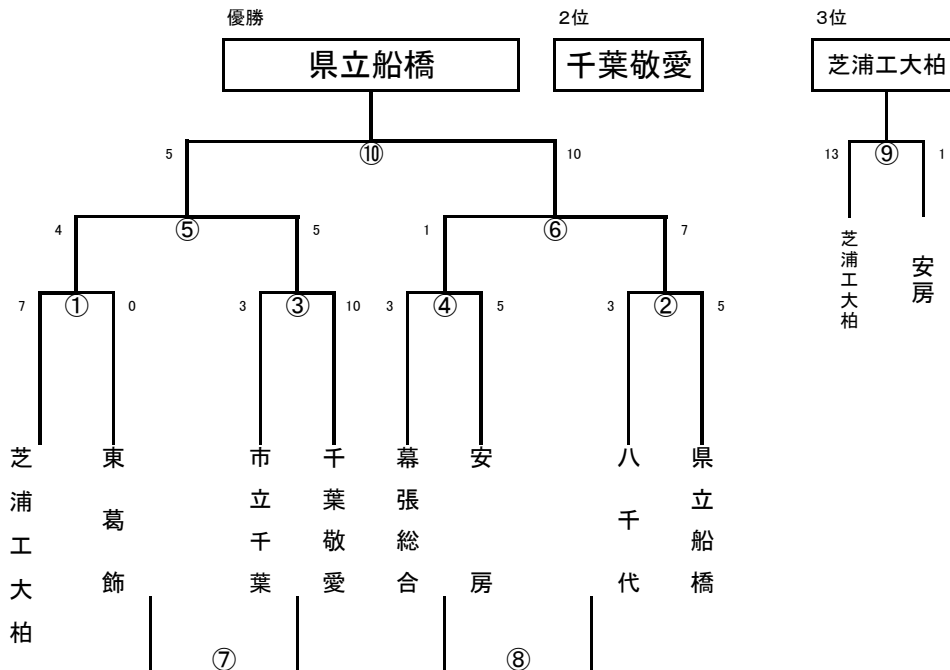 優勝
２位
３位
県立船橋
千葉敬愛
芝浦工大柏
5
⑩
10
13
⑨
1
4
⑤
5
1
⑥
7
芝浦工大柏
安房
7
①
0
3
③
10
3
④
5
3
②
5
芝浦工大柏
東葛飾
市立千葉
千葉敬愛
幕張総合
安房
八千代
県立船橋
⑦
⑧